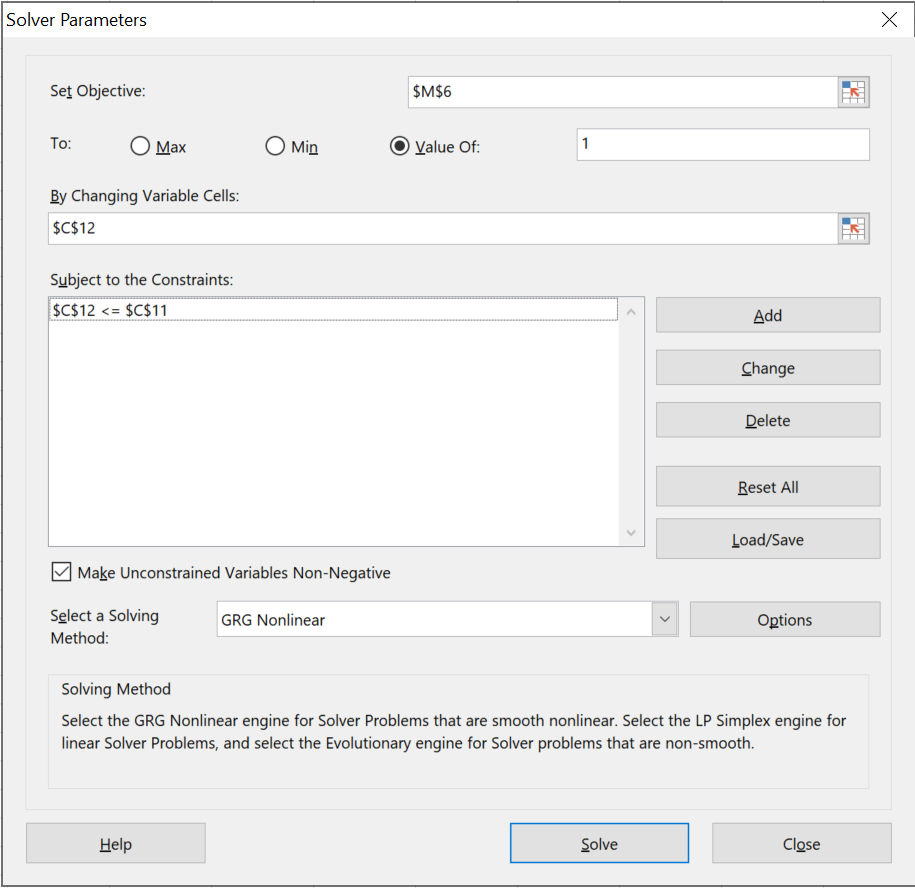 Solver Parameters
Set Objective:
$M$6
To:
Max
Min
Value Of:
1
By Changing Variable Cells:
$C$12
Subject to the Constraints:
$C$12 <= $C$11
Add
Change
Delete
Reset All
Load/Save
Make Unconstrained Variables Non-Negative
Select a Solving
Method:
GRG Nonlinear
Options
Solving Method
Select the GRG Nonlinear engine for Solver Problems that are smooth nonlinear. Select the LP Simplex engine for
linear Solver Problems, and select the Evolutionary engine for Solver problems that are non-smooth.
Help
Solve
Close